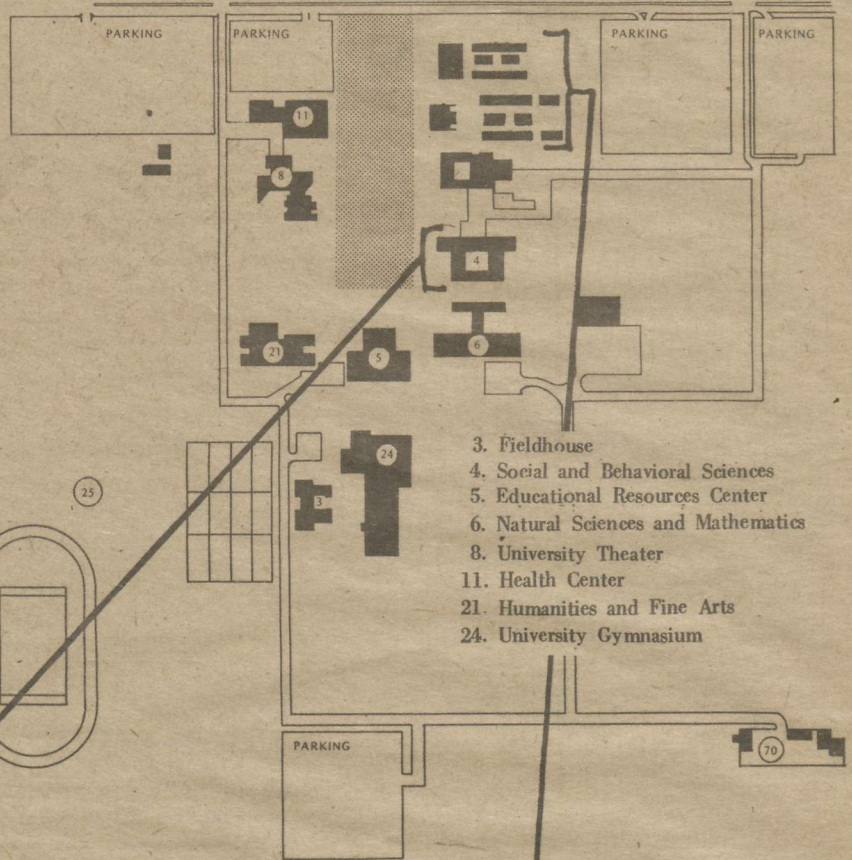 PARKING
PARKING
PARKING
PARKING
11
8
4
21
5
6
24
25
3
3. Fieldhouse
4. Social and Behavioral Sciences
5. Educational Resources Center
6. Natural Sciences and Mathematics
8. University Theater
11. Health Center
21. Humanities and Fine Arts
24. University Gymnasium
PARKING
70